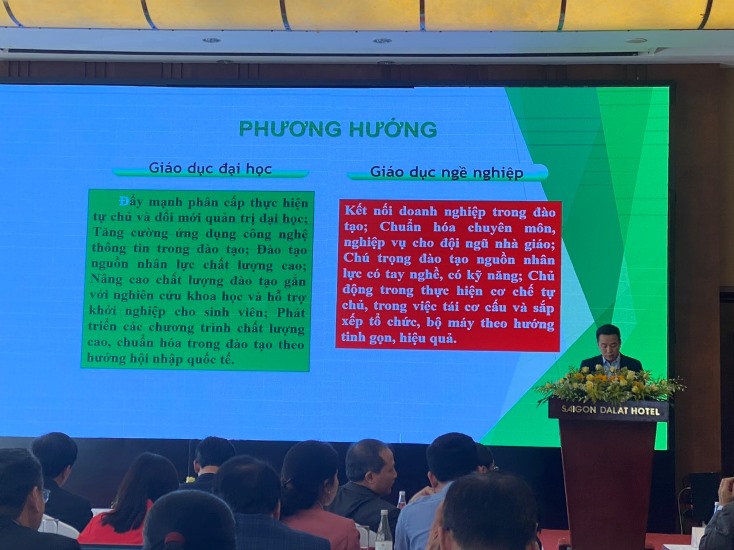 PHƯƠNG HƯỚNG
Giáo dục đại học
Đẩy mạnh phân cấp thực hiện
tự chủ và đổi mới quản trị đại học;
Tăng cường ứng dụng công nghệ
thông tin trong đào tạo; Đào tạo
nguồn nhân lực chất lượng cao;
Nâng cao chất lượng đào tạo gắn
với nghiên cứu khoa học và hỗ trợ
khởi nghiệp cho sinh viên; Phát
triển các chương trình chất lượng
cao, chuẩn hóa trong đào tạo theo
hướng hội nhập quốc tế.
Giáo dục ngề nghiệp
Kết nối doanh nghiệp trong đào
tạo; Chuẩn hóa chuyên môn,
nghiệp vụ cho đội ngũ nhà giáo;
Chú trọng đào tạo nguồn nhân
lực có tay nghề, có kỹ năng; Chủ
động trong thực hiện cơ chế tự
chủ, trong việc tái cơ cấu và sắp
xếp tổ chức, bộ máy theo hướng
tinh gọn, hiệu quả.
SAIGON DALAT HOTEL